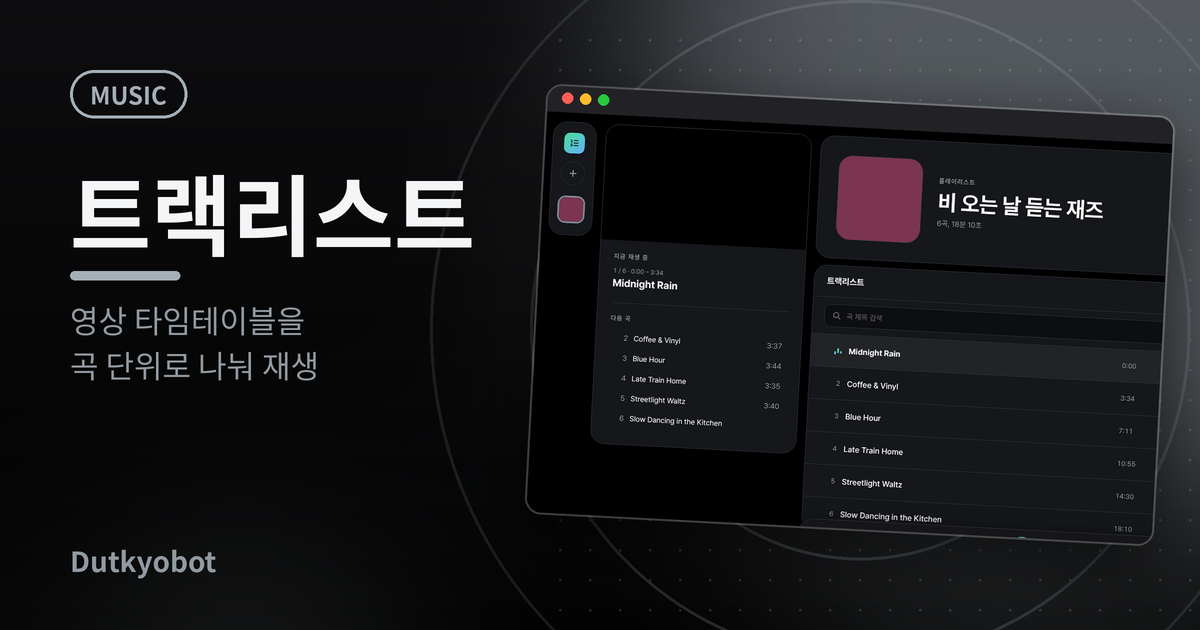 MUSIC
트랙리스트
영상 타임테이블을
곡 단위로 나눠 재생
Dutkyobot
지금 재생 중
1 / 6 · 0:00 – 3:34
Midnight Rain
다음 곡
2 Coffee & Vinyl 3:37
3 Blue Hour 3:44
4 Late Train Home 3:35
5 Streetlight Waltz 3:40
6 Slow Dancing in the Kitchen
플레이리스트
비 오는 날 듣는 재즈
6곡, 18분 10초
트랙리스트
곡 제목 검색
Midnight Rain 0:00
2 Coffee & Vinyl 3:34
3 Blue Hour 7:11
4 Late Train Home 10:55
5 Streetlight Waltz 14:30
6 Slow Dancing in the Kitchen 18:10